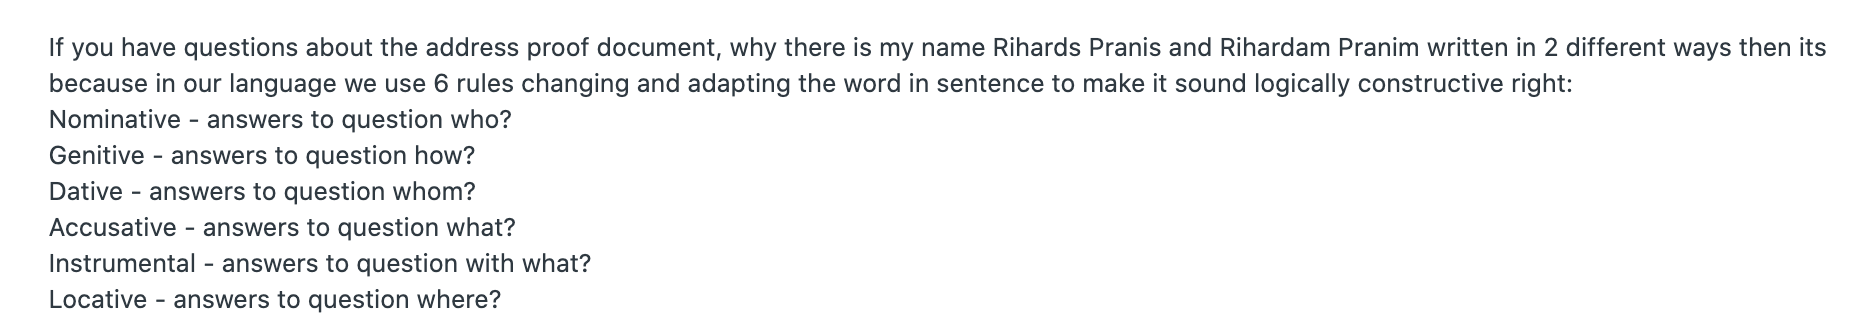 If you have questions about the address proof document, why there is my name Rihards Pranis and Rihardam Pranim written in 2 different ways then its
because in our language we use 6 rules changing and adapting the word in sentence to make it sound logically constructive right:
Nominative - answers to question who?
Genitive - answers to question how?
Dative - answers to question whom?
Accusative - answers to question what?
Instrumental - answers to question with what?
Locative - answers to question where?